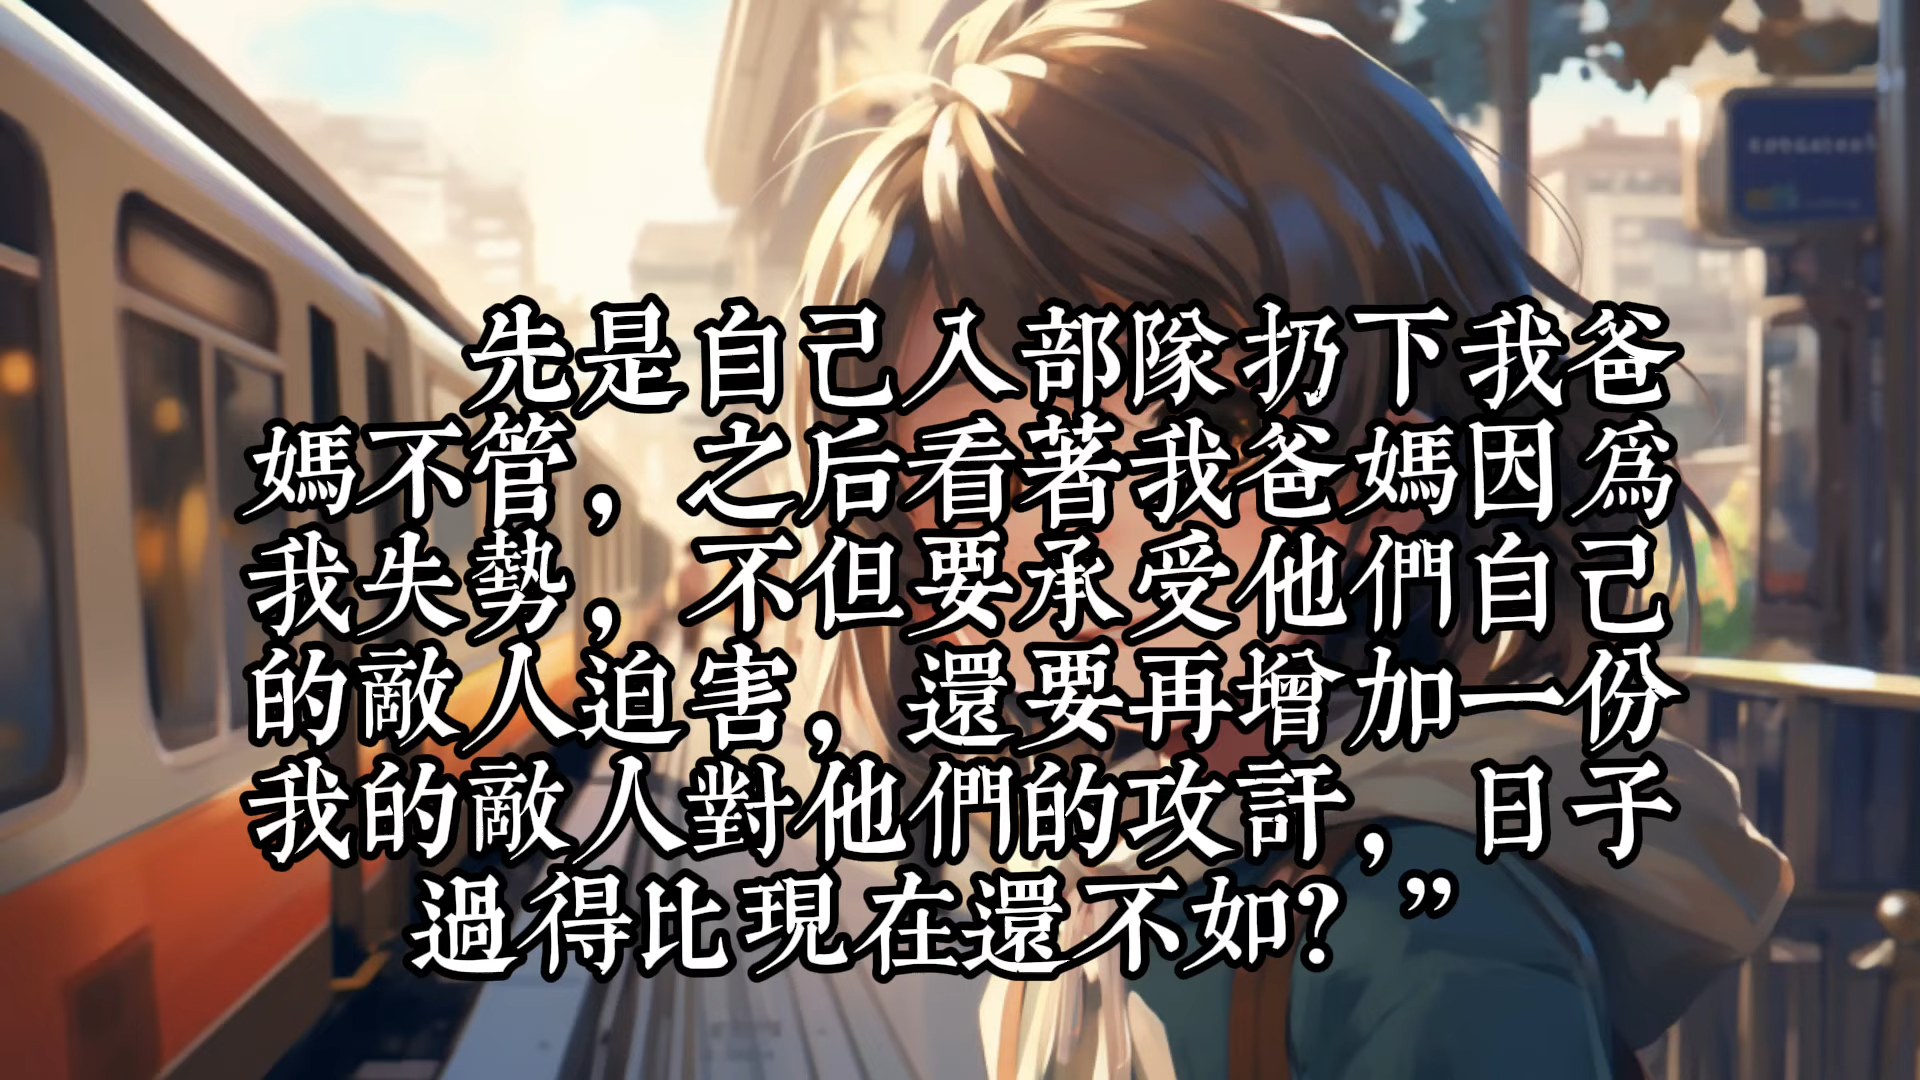 先是自己入部隊扔下我爸
媽不管，之后看著我爸媽因爲
我失勢，不但要承受他們自己
的敵人迫害，還要再增加一份
我的敵人對他們的攻訐，日子
過得比現在還不如？”